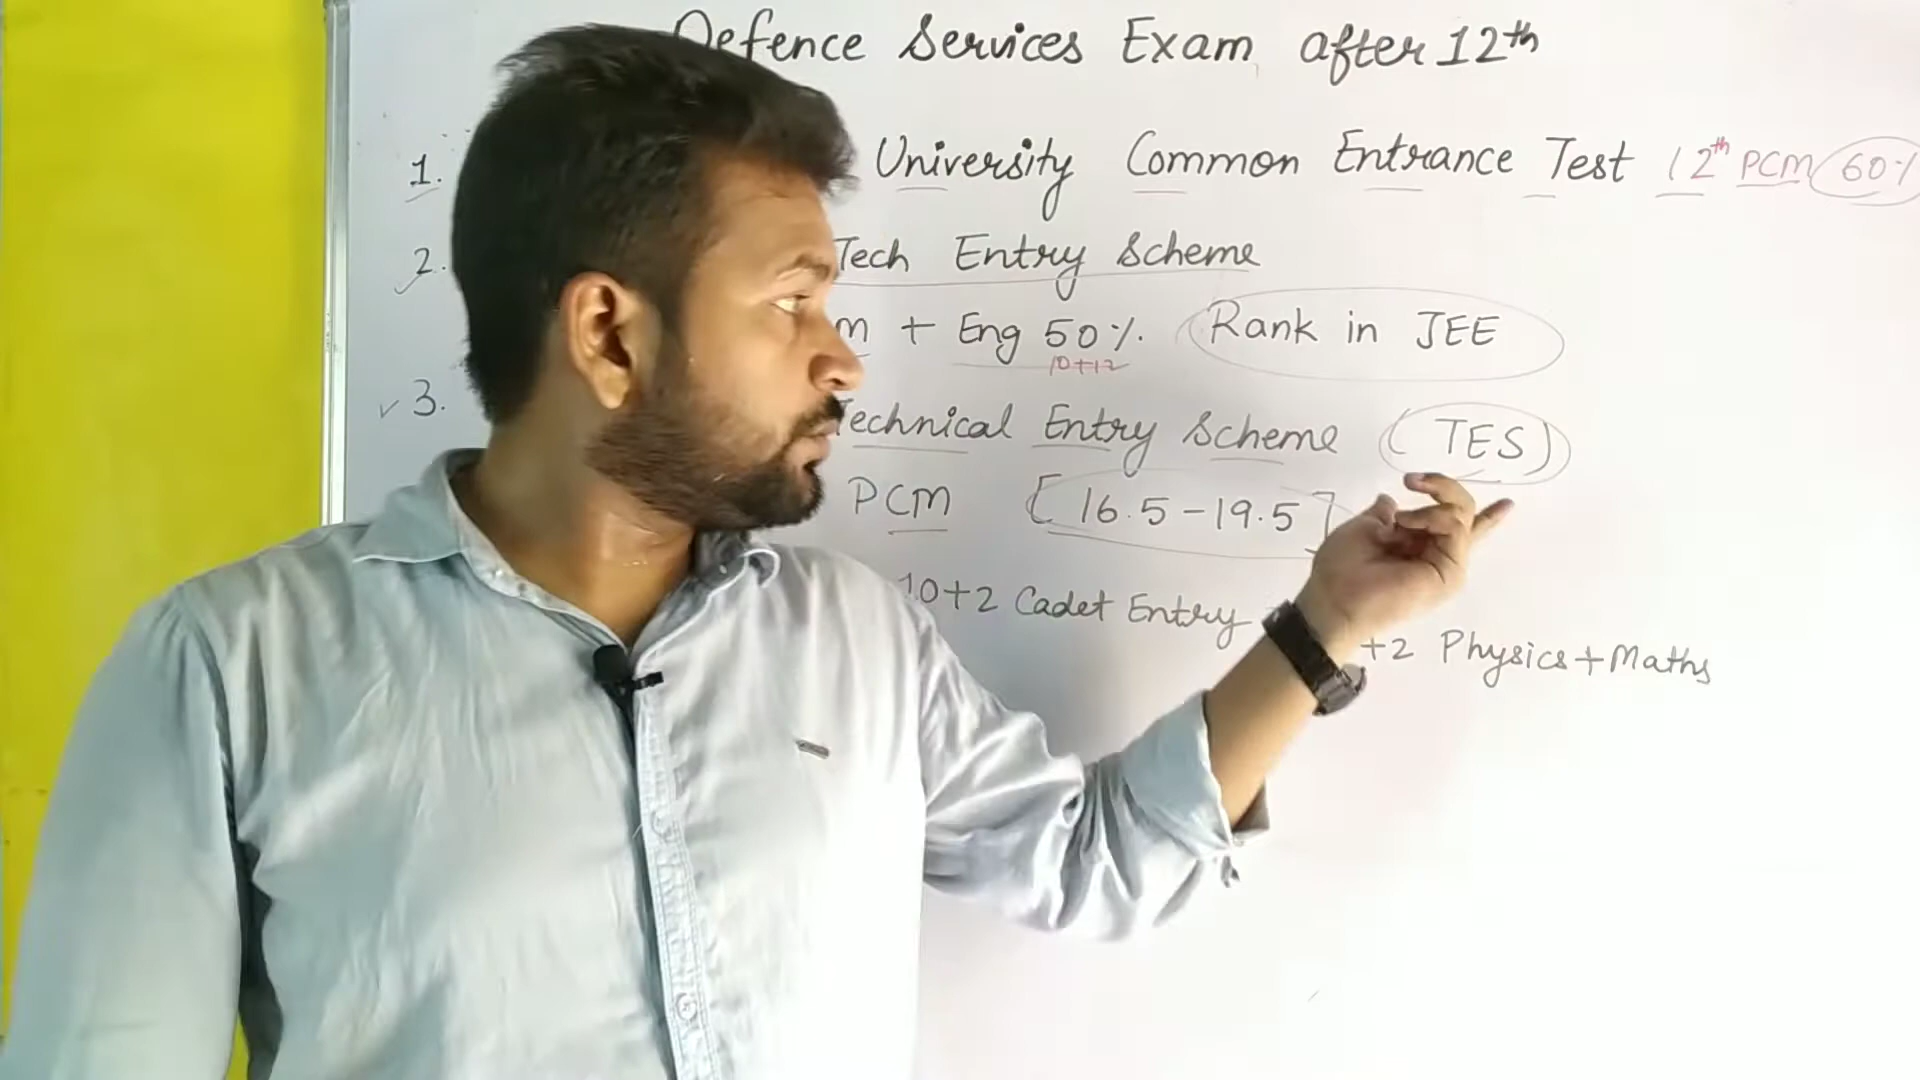 Defence Services Exam after 12th
1. University Common Entrance Test 12th PCM 60%
2. Tech Entry Scheme
m + Eng 50% Rank in JEE
10+12
3. Technical Entry Scheme (TES)
PCM [16.5-19.5]
10+2 Cadet Entry
+2 Physics+Maths